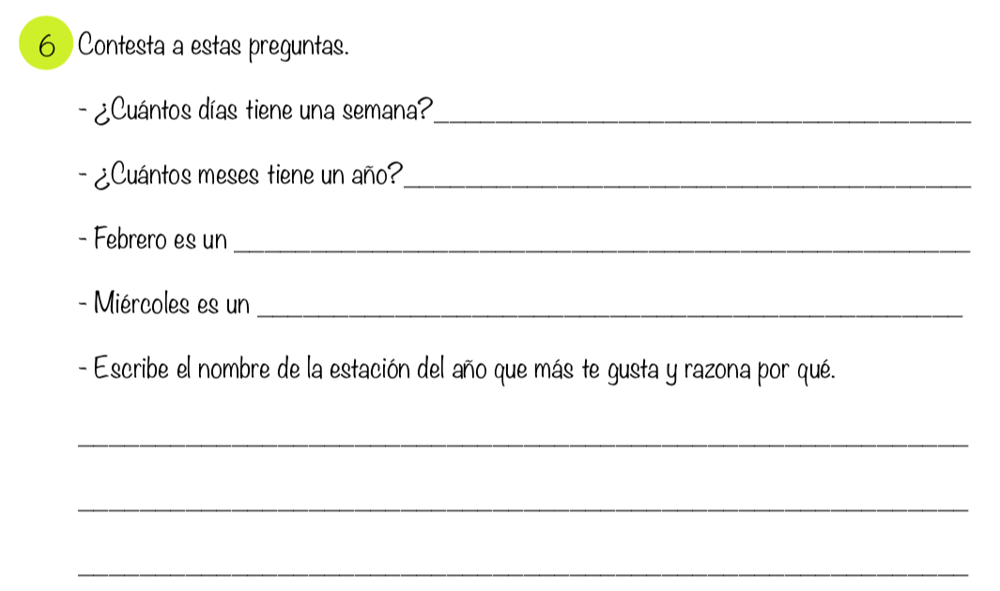 6 Contesta a estas preguntas.
- ¿Cuántos días tiene una semana?
- ¿Cuántos meses tiene un año?
- Febrero es un
- Miércoles es un
- Escribe el nombre de la estación del año que más te gusta y razona por qué.